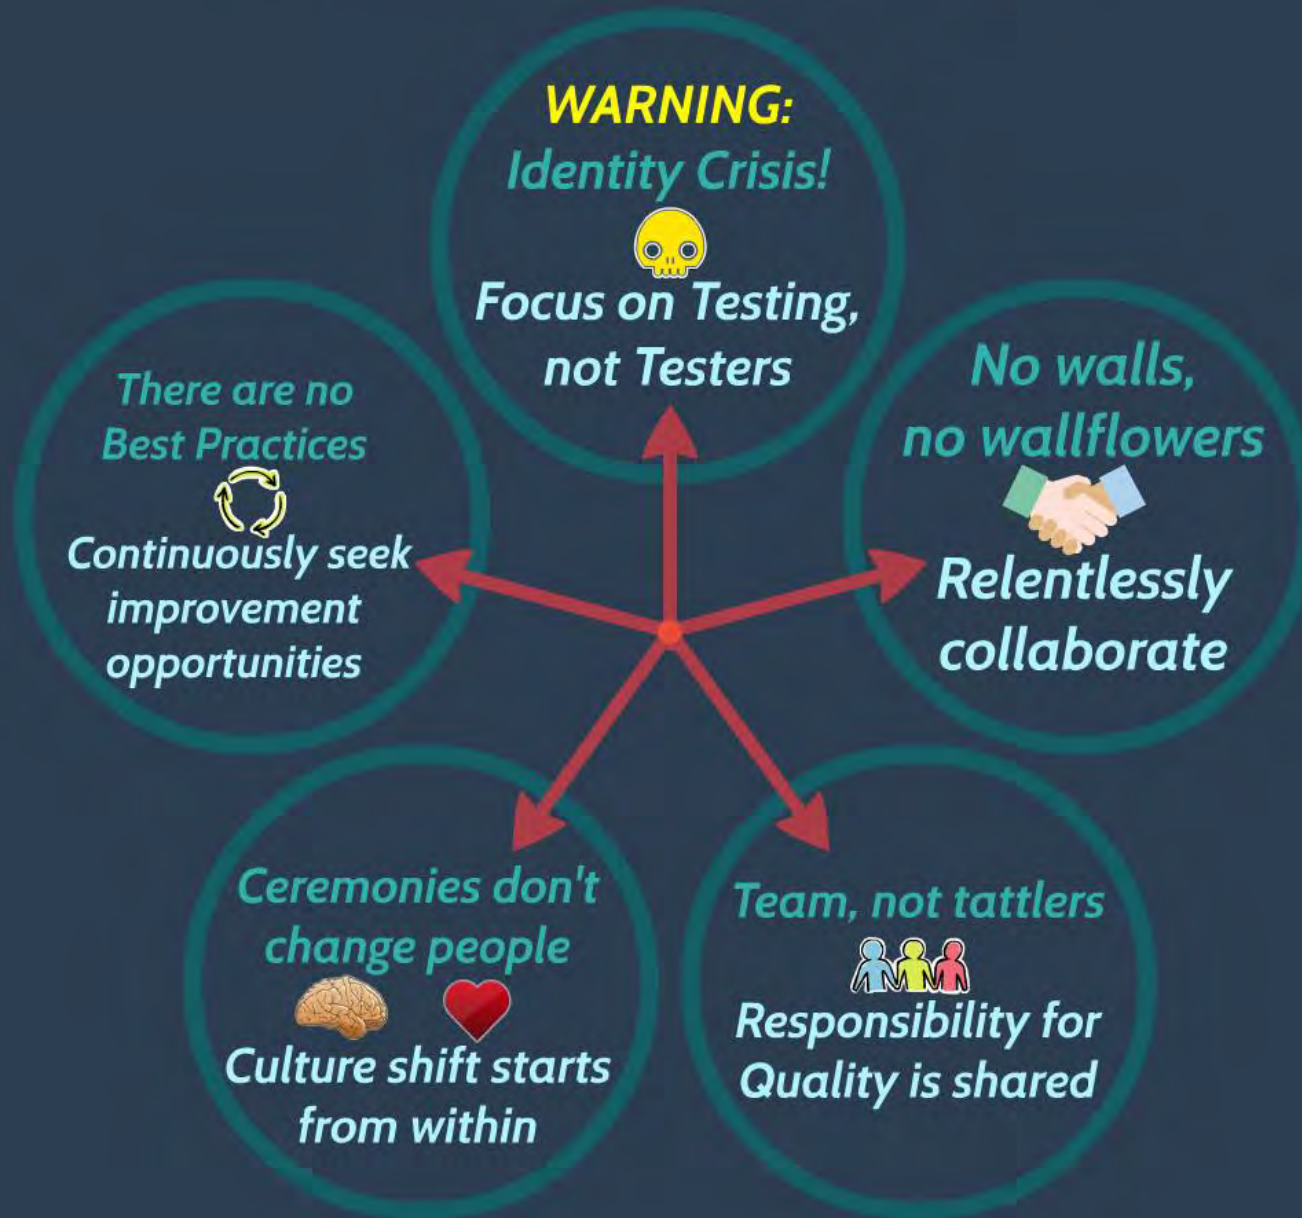 WARNING:
Identity Crisis!
Focus on Testing,
not Testers
No walls,
no wallflowers
Relentlessly
collaborate
Team, not tattlers
Responsibility for
Quality is shared
Ceremonies don't
change people
Culture shift starts
from within
There are no
Best Practices
Continuously seek
improvement
opportunities